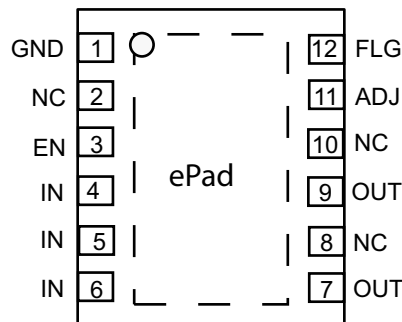 GND 1 12 FLG
NC 2 11 ADJ
EN 3 10 NC
IN 4 ePad 9 OUT
IN 5 8 NC
IN 6 7 OUT